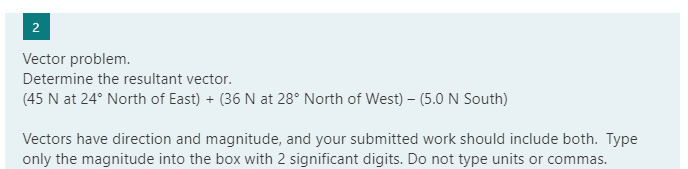 2
Vector problem.
Determine the resultant vector.
(45 N at 24° North of East) + (36 N at 28° North of West) – (5.0 N South)
Vectors have direction and magnitude, and your submitted work should include both.  Type
only the magnitude into the box with 2 significant digits. Do not type units or commas.